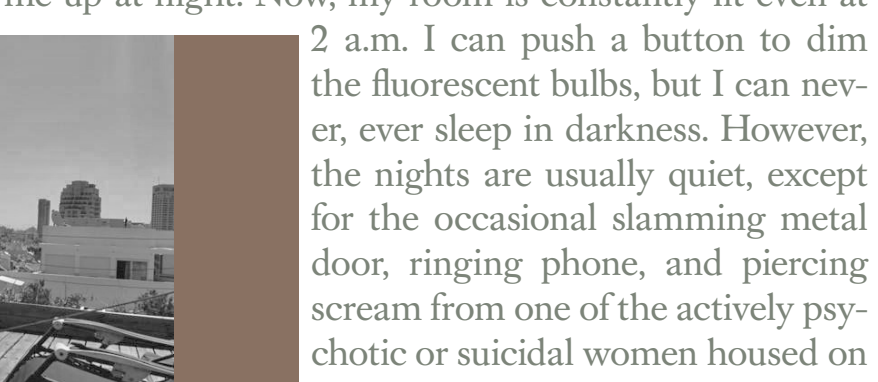 me up at night. Now, my room is constantly lit even at
2 a.m. I can push a button to dim
the fluorescent bulbs, but I can nev-
er, ever sleep in darkness. However,
the nights are usually quiet, except
for the occasional slamming metal
door, ringing phone, and piercing
scream from one of the actively psy-
chotic or suicidal women housed on